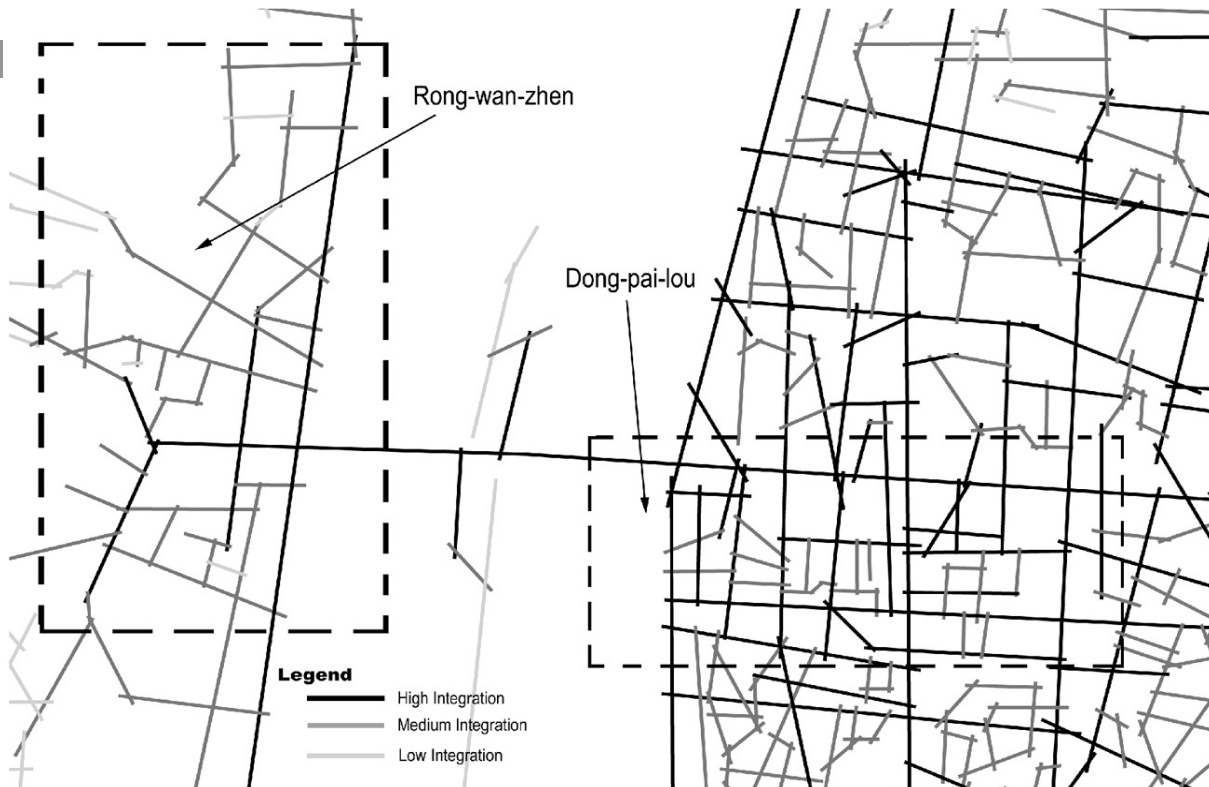 Rong-wan-zhen
Dong-pai-lou
Legend
High Integration
Medium Integration
Low Integration